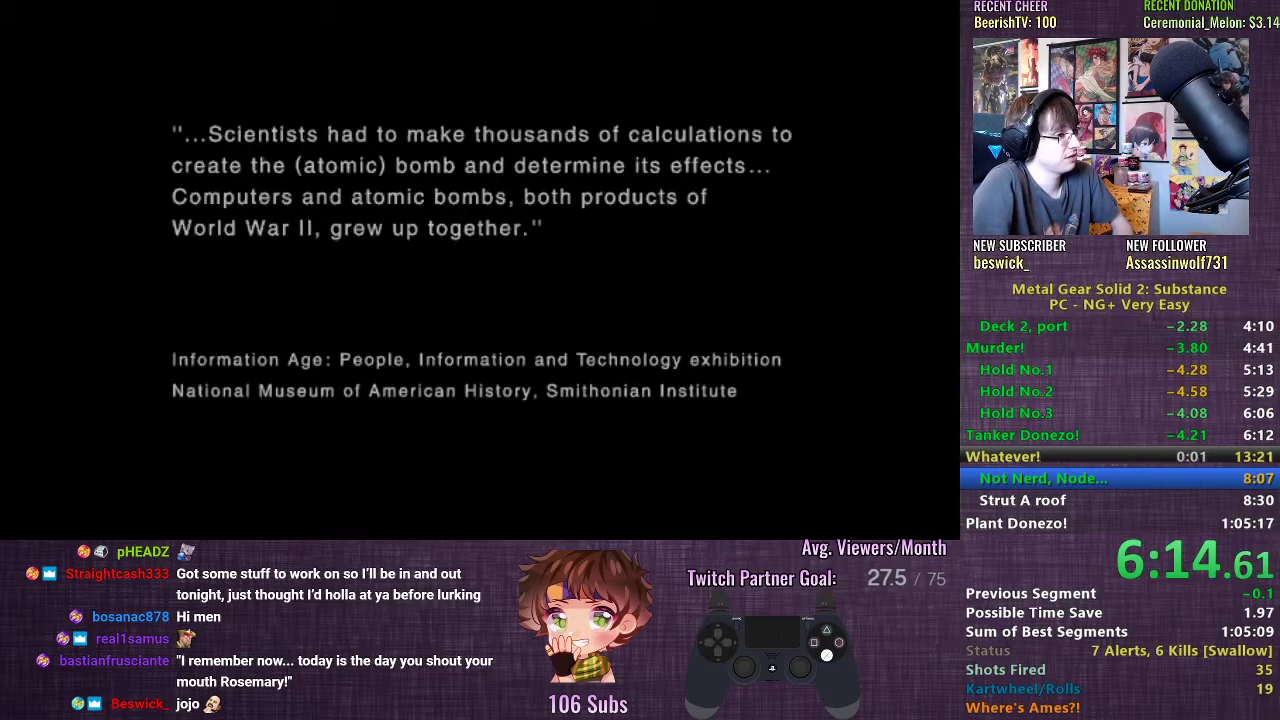 "...Scientists had to make thousands of calculations to
create the (atomic) bomb and determine its effects...
Computers and atomic bombs, both products of
World War II, grew up together."
Information Age: People, Information and Technology exhibition
National Museum of American History, Smithonian Institute
RECENT CHEER
BeerishTV: 100
RECENT DONATION
Ceremonial_Melon: $3.14
NEW SUBSCRIBER
beswick_
NEW FOLLOWER
Assassinwolf731
Metal Gear Solid 2: Substance
PC - NG+ Very Easy
Deck 2, port -2.28 4:10
Murder! -3.80 4:41
Hold No.1 -4.28 5:13
Hold No.2 -4.58 5:29
Hold No.3 -4.08 6:06
Tanker Donezo! -4.21 6:12
Whatever! 0:01 13:21
Not Nerd, Node... 8:07
Strut A roof 8:30
Plant Donezo! 1:05:17
6:14.61
Previous Segment -0.1
Possible Time Save 1.97
Sum of Best Segments 1:05:09
Status 7 Alerts, 6 Kills [Swallow]
Shots Fired 35
Kartwheel/Rolls 19
Where's Ames?!
pHEADZ
Straightcash333 Got some stuff to work on so I'll be in and out
tonight, just thought I'd holla at ya before lurking
bosanac878 Hi men
real1samus
bastianfrusciante "I remember now... today is the day you shout your
mouth Rosemary!"
Beswick_ jojo
106 Subs
Avg. Viewers/Month
Twitch Partner Goal: 27.5 / 75